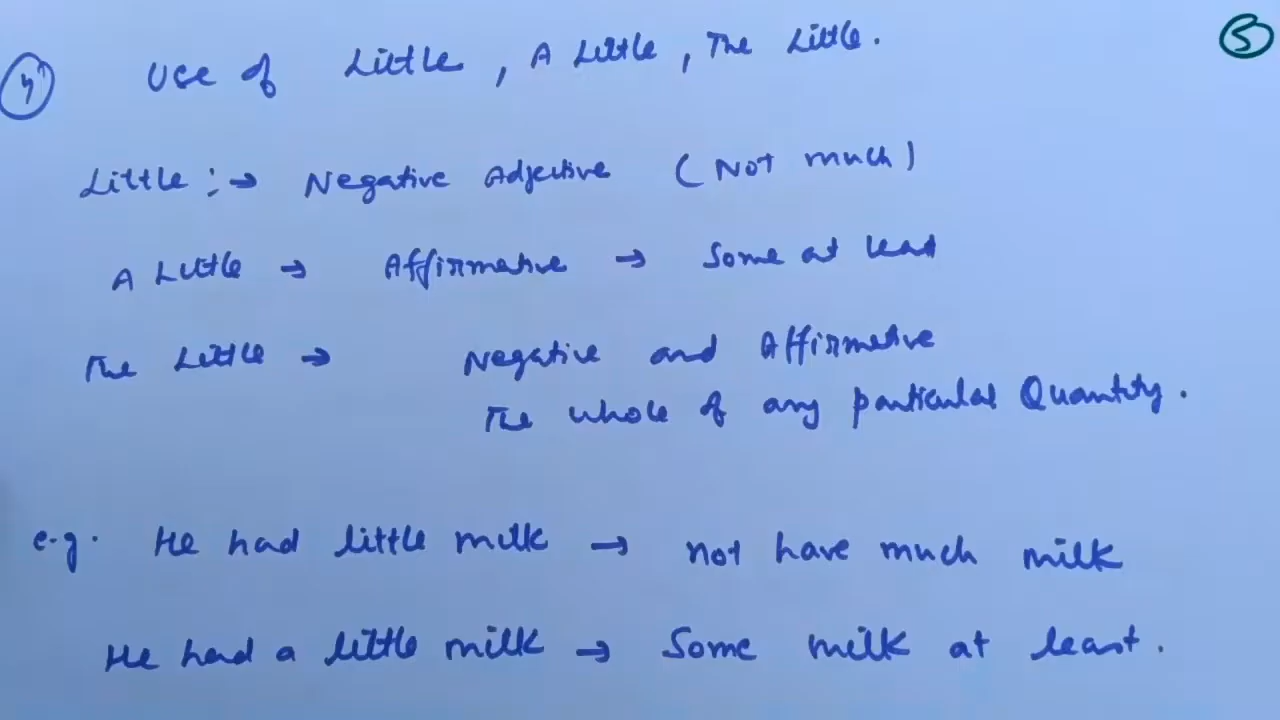 5
4) Use of Little, A Little, The Little.
Little :→ Negative Adjective (Not much)
A Little → Affirmative → Some at least
The Little → Negative and Affirmative
The whole of any particular Quantity.
e.g. He had little milk → not have much milk
He had a little milk → Some milk at least.